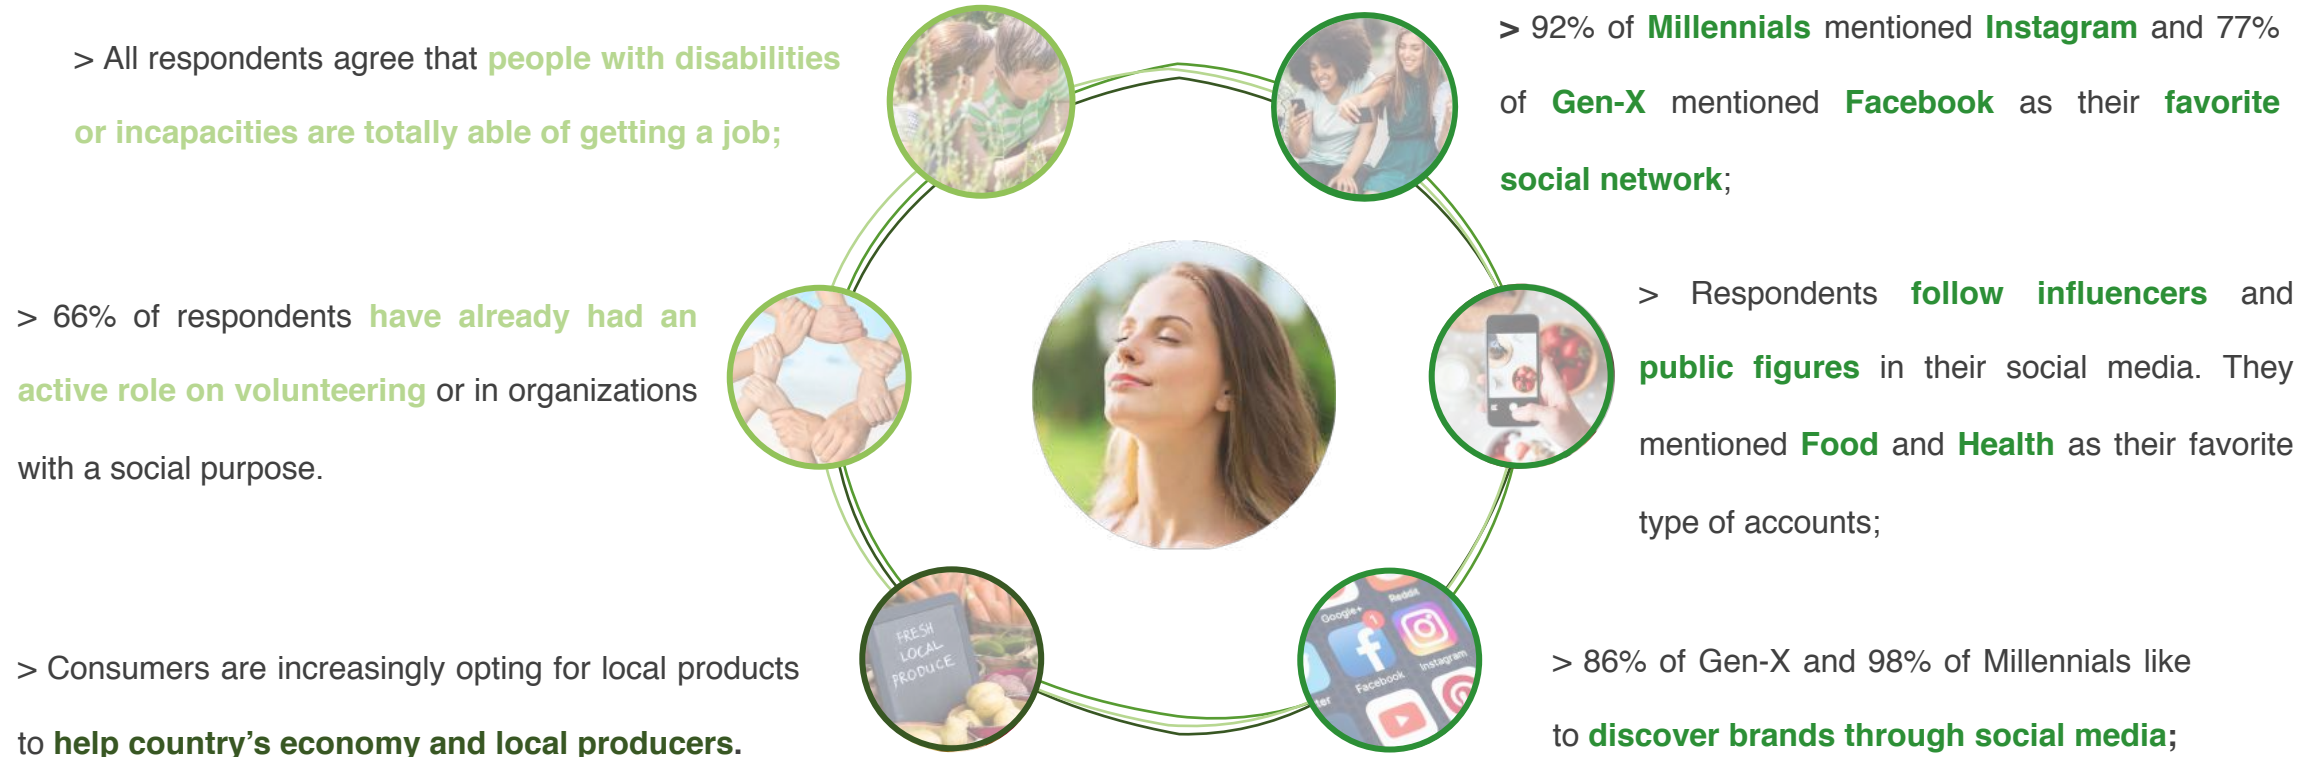 > All respondents agree that people with disabilities
or incapacities are totally able of getting a job;
> 66% of respondents have already had an
active role on volunteering or in organizations
with a social purpose.
> Consumers are increasingly opting for local products
to help country's economy and local producers.
> 92% of Millennials mentioned Instagram and 77%
of Gen-X mentioned Facebook as their favorite
social network;
> Respondents follow influencers and
public figures in their social media. They
mentioned Food and Health as their favorite
type of accounts;
> 86% of Gen-X and 98% of Millennials like
to discover brands through social media;
FRESH
LOCAL
PRODUCE
Google+
Reddit
1
Facebook
Instagram
ter